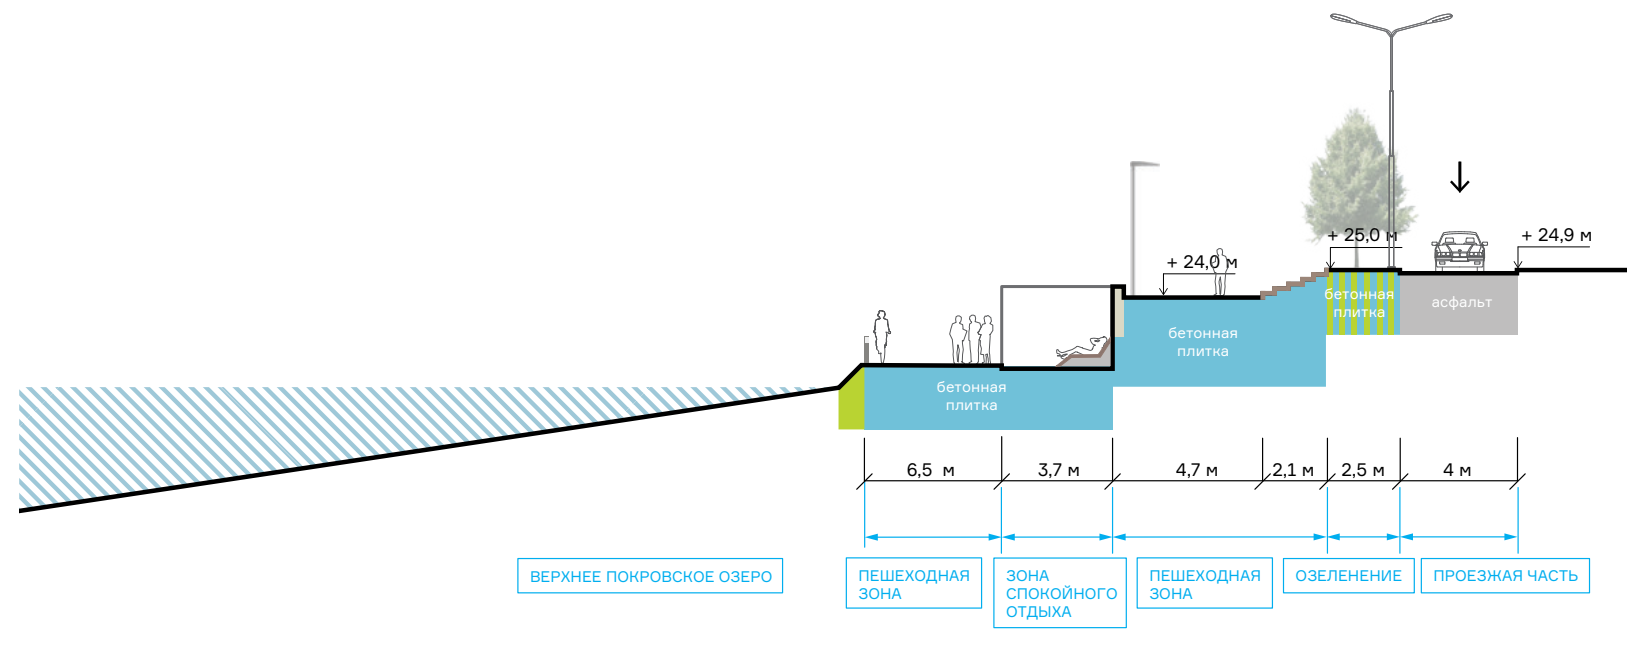 + 25,0 м
+ 24,9 м
+ 24,0 м
бетонная
плитка
асфальт
бетонная
плитка
бетонная
плитка
6,5 м
3,7 м
4,7 м
2,1 м
2,5 м
4 м
ВЕРХНЕЕ ПОКРОВСКОЕ ОЗЕРО
ПЕШЕХОДНАЯ
ЗОНА
ЗОНА
СПОКОЙНОГО
ОТДЫХА
ПЕШЕХОДНАЯ
ЗОНА
ОЗЕЛЕНЕНИЕ
ПРОЕЗЖАЯ ЧАСТЬ